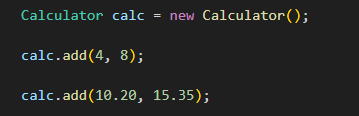 Calculator calc = new Calculator();
calc.add(4, 8);
calc.add(10.20, 15.35);